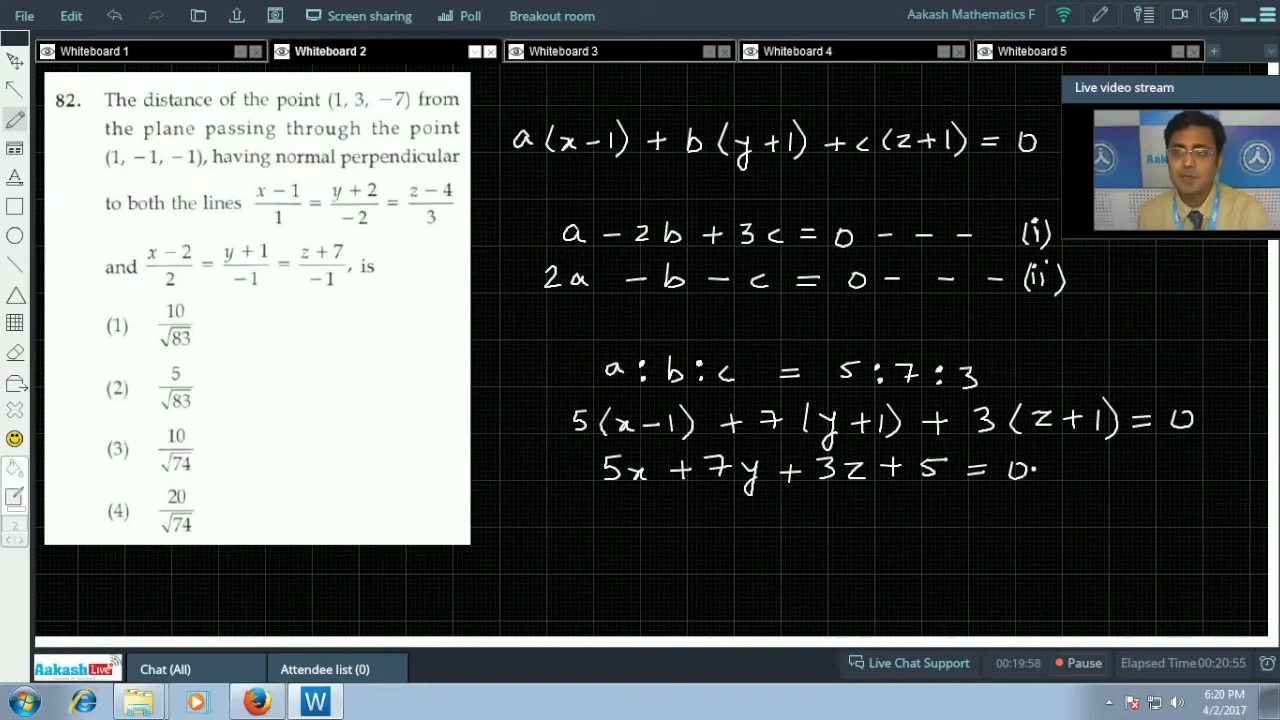 File Edit Screen sharing Poll Breakout room Aakash Mathematics F
Whiteboard 1 Whiteboard 2 Whiteboard 3 Whiteboard 4 Whiteboard 5
Live video stream
82. The distance of the point (1, 3, −7) from
the plane passing through the point
(1, −1, −1), having normal perpendicular
to both the lines (x − 1)/1 = (y + 2)/−2 = (z − 4)/3
and (x − 2)/2 = (y + 1)/−1 = (z + 7)/−1, is
(1) 10/√83
(2) 5/√83
(3) 10/√74
(4) 20/√74
a(x−1) + b(y+1) + c(z+1) = 0
a − 2b + 3c = 0 - - - (i)
2a − b − c = 0 - - - (ii)
a : b : c = 5 : 7 : 3
5(x−1) + 7(y+1) + 3(z+1) = 0
5x + 7y + 3z + 5 = 0.
2
Aakash Live Chat (All) Attendee list (0) Live Chat Support 00:19:58 Pause Elapsed Time 00:20:55
W
6:20 PM
4/2/2017